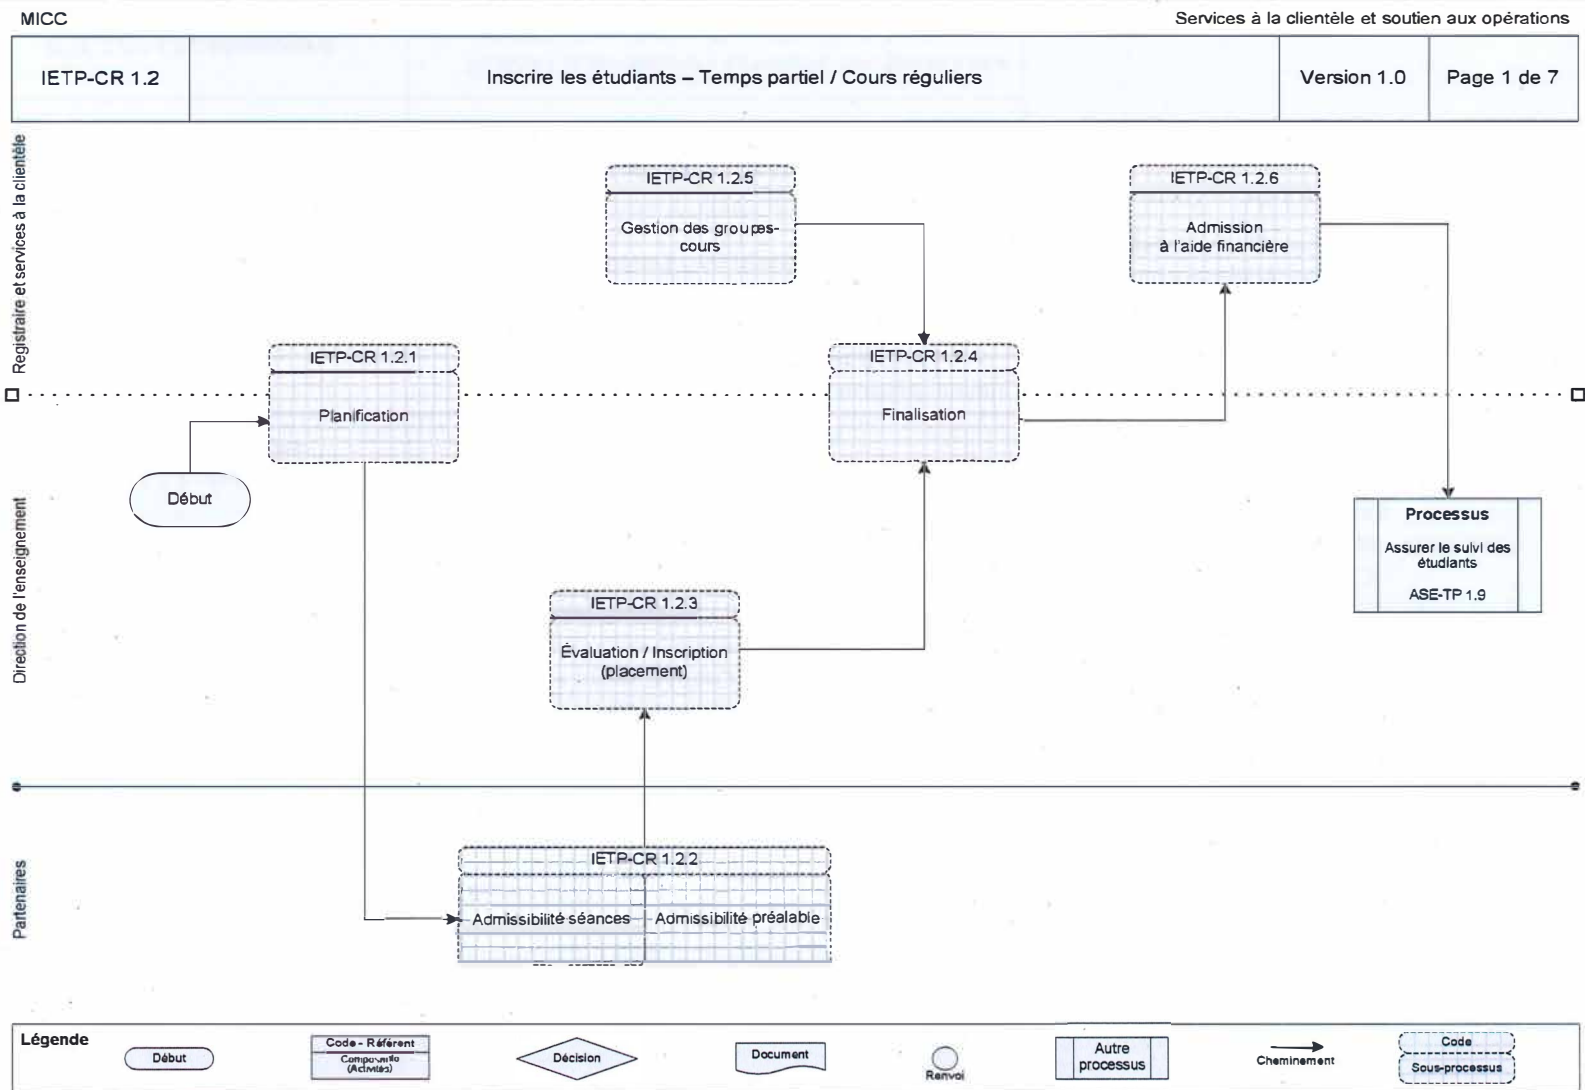 MICC
Services à la clientèle et soutien aux opérations
IETP-CR 1.2
Inscrire les étudiants – Temps partiel / Cours réguliers
Version 1.0
Page 1 de 7
Registraire et services à la clientèle
IETP-CR 1.2.5
Gestion des groupes-
cours
IETP-CR 1.2.6
Admission
à l'aide financière
IETP-CR 1.2.1
Planification
IETP-CR 1.2.4
Finalisation
Direction de l'enseignement
Début
Processus
Assurer le suivi des
étudiants
ASE-TP 1.9
IETP-CR 1.2.3
Évaluation / Inscription
(placement)
Partenaires
IETP-CR 1.2.2
Admissibilité séances
Admissibilité préalable
Légende
Début
Code - Référent
(Activités)
Décision
Document
Renvoi
Autre
processus
Cheminement
Code
Sous-processus